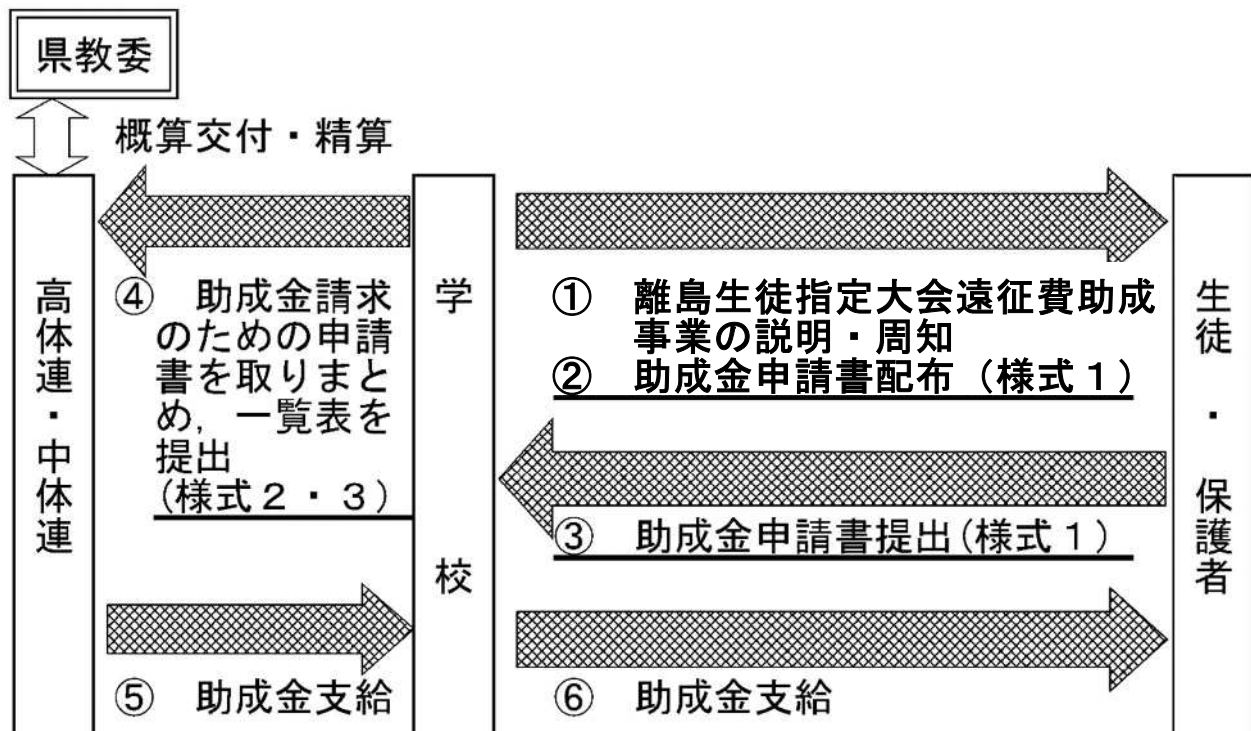 県教委
概算交付・精算
高体連・中体連
④　助成金請求
のための申請
書を取りまと
め，一覧表を
提出
(様式２・３)
学校
①　離島生徒指定大会遠征費助成
事業の説明・周知
②　助成金申請書配布（様式１）
生徒・保護者
③　助成金申請書提出(様式１)
⑤　助成金支給
⑥　助成金支給